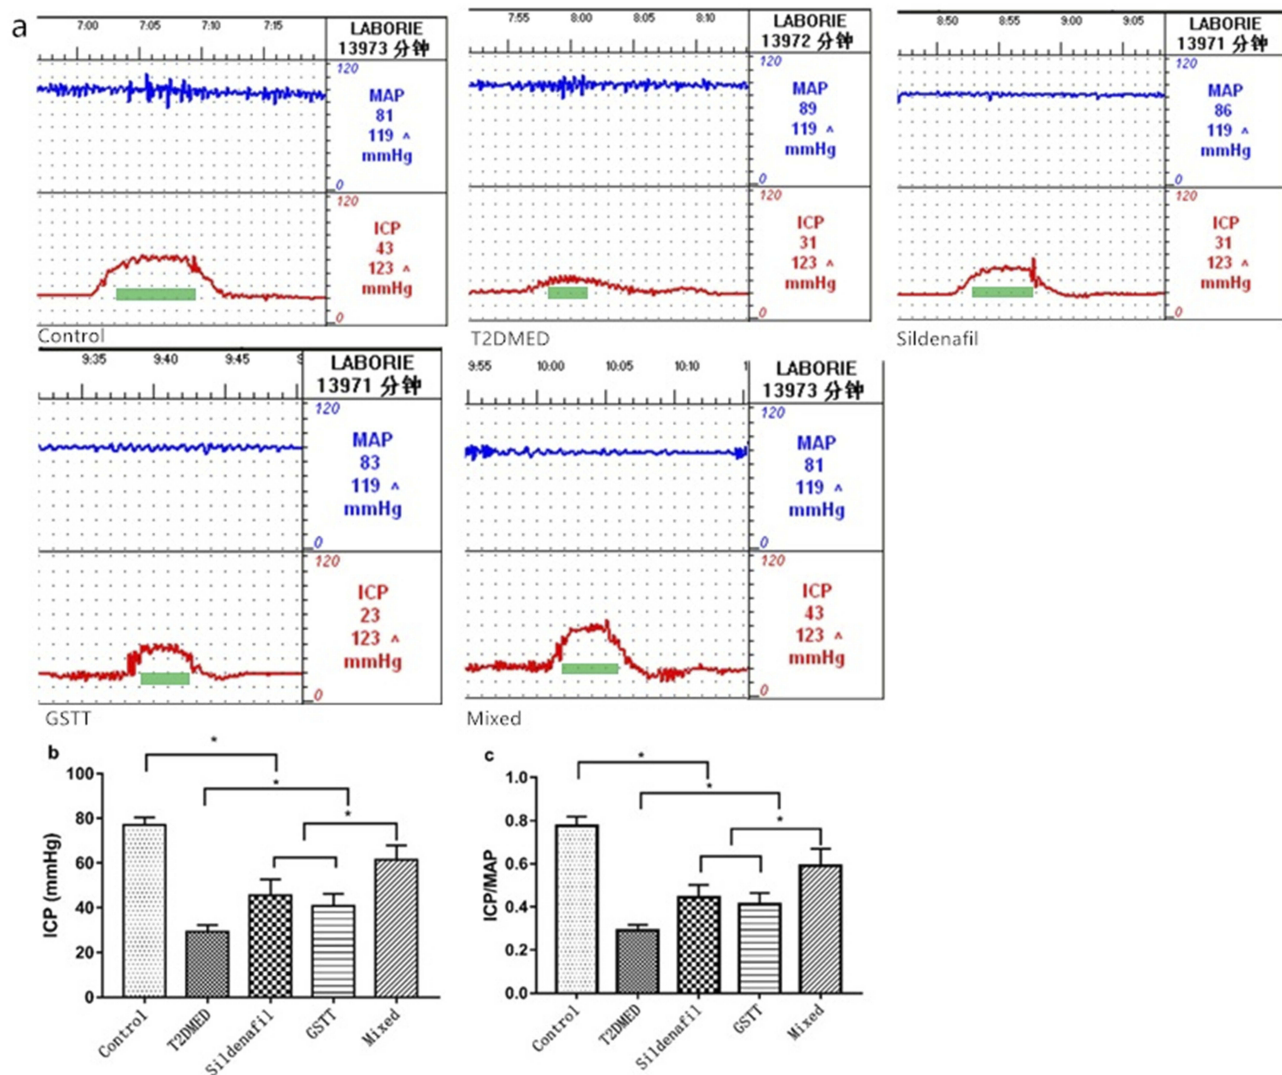 a
7:00 7:05 7:10 7:15
LABORIE
13973 分钟
120
MAP
81
119 ^
mmHg
0
120
ICP
43
123 ^
mmHg
0
Control
7:55 8:00 8:05 8:10
LABORIE
13972 分钟
120
MAP
89
119 ^
mmHg
0
120
ICP
31
123 ^
mmHg
0
T2DMED
8:50 8:55 9:00 9:05
LABORIE
13971 分钟
120
MAP
86
119 ^
mmHg
0
120
ICP
31
123 ^
mmHg
0
Sildenafil
9:35 9:40 9:45
LABORIE
13971 分钟
120
MAP
83
119 ^
mmHg
0
120
ICP
23
123 ^
mmHg
0
GSTT
9:55 10:00 10:05 10:10
LABORIE
13973 分钟
120
MAP
81
119 ^
mmHg
0
120
ICP
43
123 ^
mmHg
0
Mixed
b
ICP (mmHg)
100
80
60
40
20
0
*
*
*
Control T2DMED Sildenafil GSTT Mixed
c
ICP/MAP
1.0
0.8
0.6
0.4
0.2
0.0
*
*
*
Control T2DMED Sildenafil GSTT Mixed